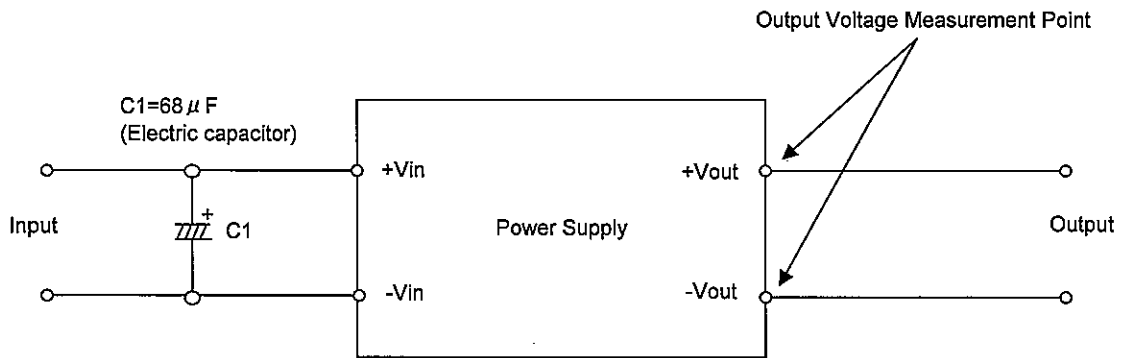 Output Voltage Measurement Point
C1=68μF
(Electric capacitor)
+Vin
+Vout
Input
+
C1
Power Supply
Output
-Vin
-Vout